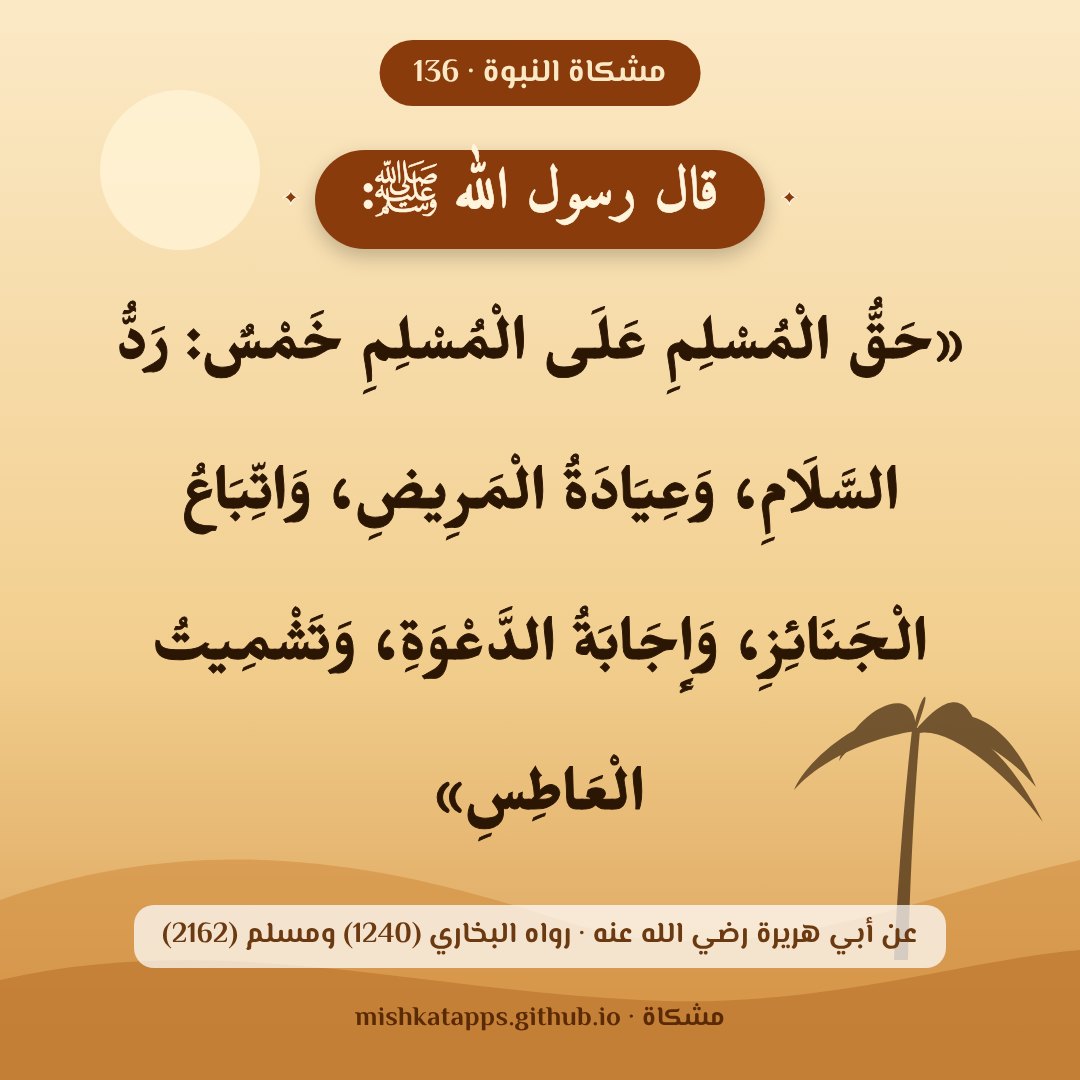 مشكاة النبوة · 136
قال رسول الله ﷺ:
«حَقُّ الْمُسْلِمِ عَلَى الْمُسْلِمِ خَمْسٌ: رَدُّ
السَّلَامِ، وَعِيَادَةُ الْمَرِيضِ، وَاتِّبَاعُ
الْجَنَائِزِ، وَإِجَابَةُ الدَّعْوَةِ، وَتَشْمِيتُ
الْعَاطِسِ»
عن أبي هريرة رضي الله عنه · رواه البخاري (1240) ومسلم (2162)
مشكاة · mishkatapps.github.io